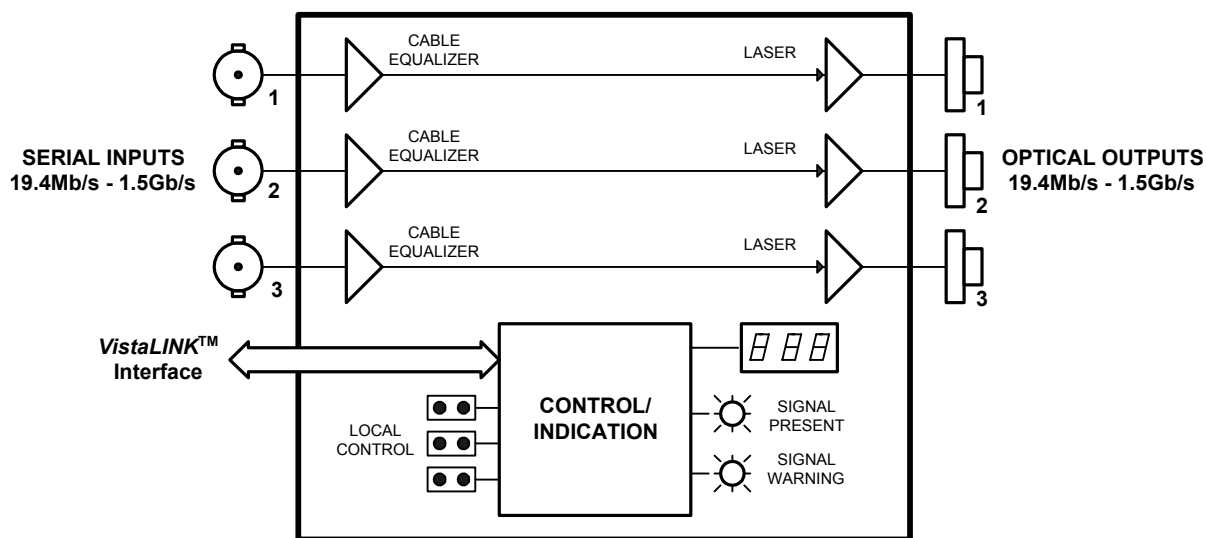 CABLE
EQUALIZER
LASER
1
1
CABLE
EQUALIZER
LASER
SERIAL INPUTS
19.4Mb/s - 1.5Gb/s
2
OPTICAL OUTPUTS
19.4Mb/s - 1.5Gb/s
2
CABLE
EQUALIZER
LASER
3
3
VistaLINK™
Interface
888
LOCAL
CONTROL
CONTROL/
INDICATION
SIGNAL
PRESENT
SIGNAL
WARNING